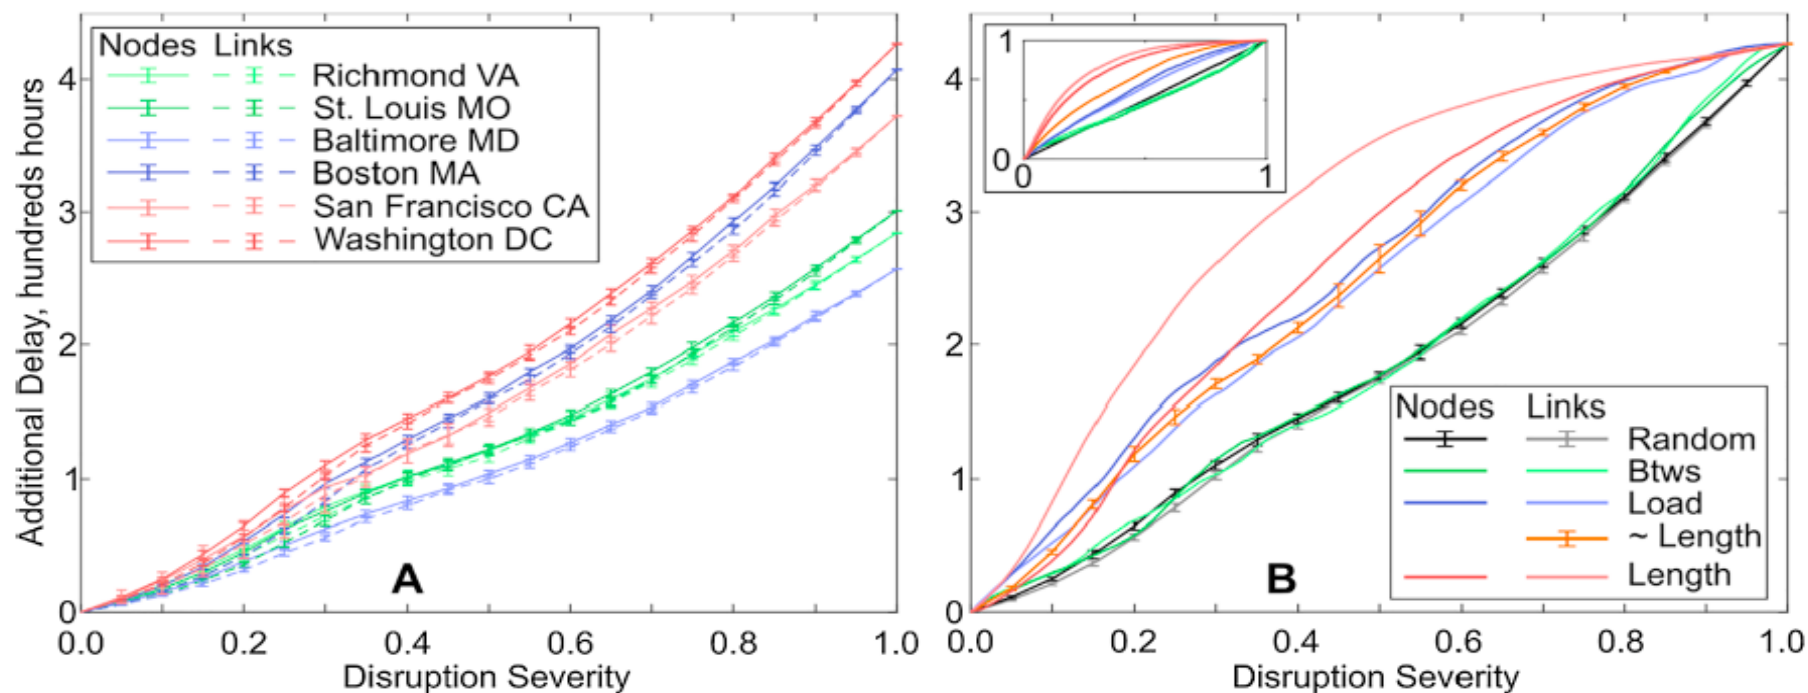 Additional Delay, hundreds hours
4
3
2
1
0
Nodes Links
Richmond VA
St. Louis MO
Baltimore MD
Boston MA
San Francisco CA
Washington DC
A
0.0 0.2 0.4 0.6 0.8 1.0
Disruption Severity
4
3
2
1
0
1
0
0 1
B
Nodes Links
Random
Btws
Load
~ Length
Length
0.0 0.2 0.4 0.6 0.8 1.0
Disruption Severity